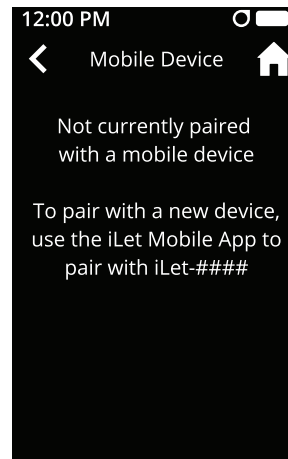 12:00 PM
Mobile Device
Not currently paired
with a mobile device
To pair with a new device,
use the iLet Mobile App to
pair with iLet-####